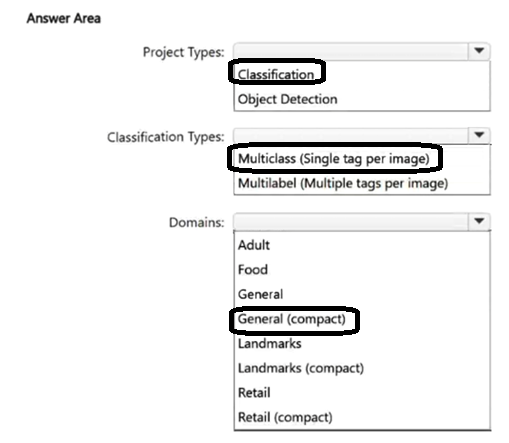 Answer Area
Project Types:
Classification
Object Detection
Classification Types:
Multiclass (Single tag per image)
Multilabel (Multiple tags per image)
Domains:
Adult
Food
General
General (compact)
Landmarks
Landmarks (compact)
Retail
Retail (compact)